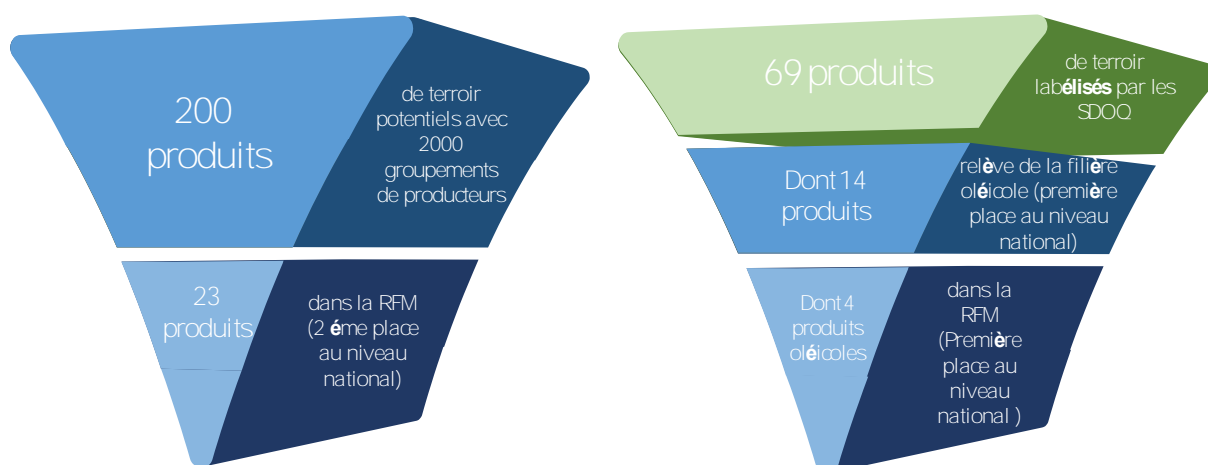 200
produits
de terroir
potentiels avec
2000
groupements
de producteurs
23
produits
dans la RFM
(2 éme place
au niveau
national)
69 produits
de terroir
labélisés par les
SDOQ
Dont 14
produits
relève de la filière
oléicole (première
place au niveau
national)
Dont 4
produits
oléicoles
dans la
RFM
(Première
place au
niveau
national )